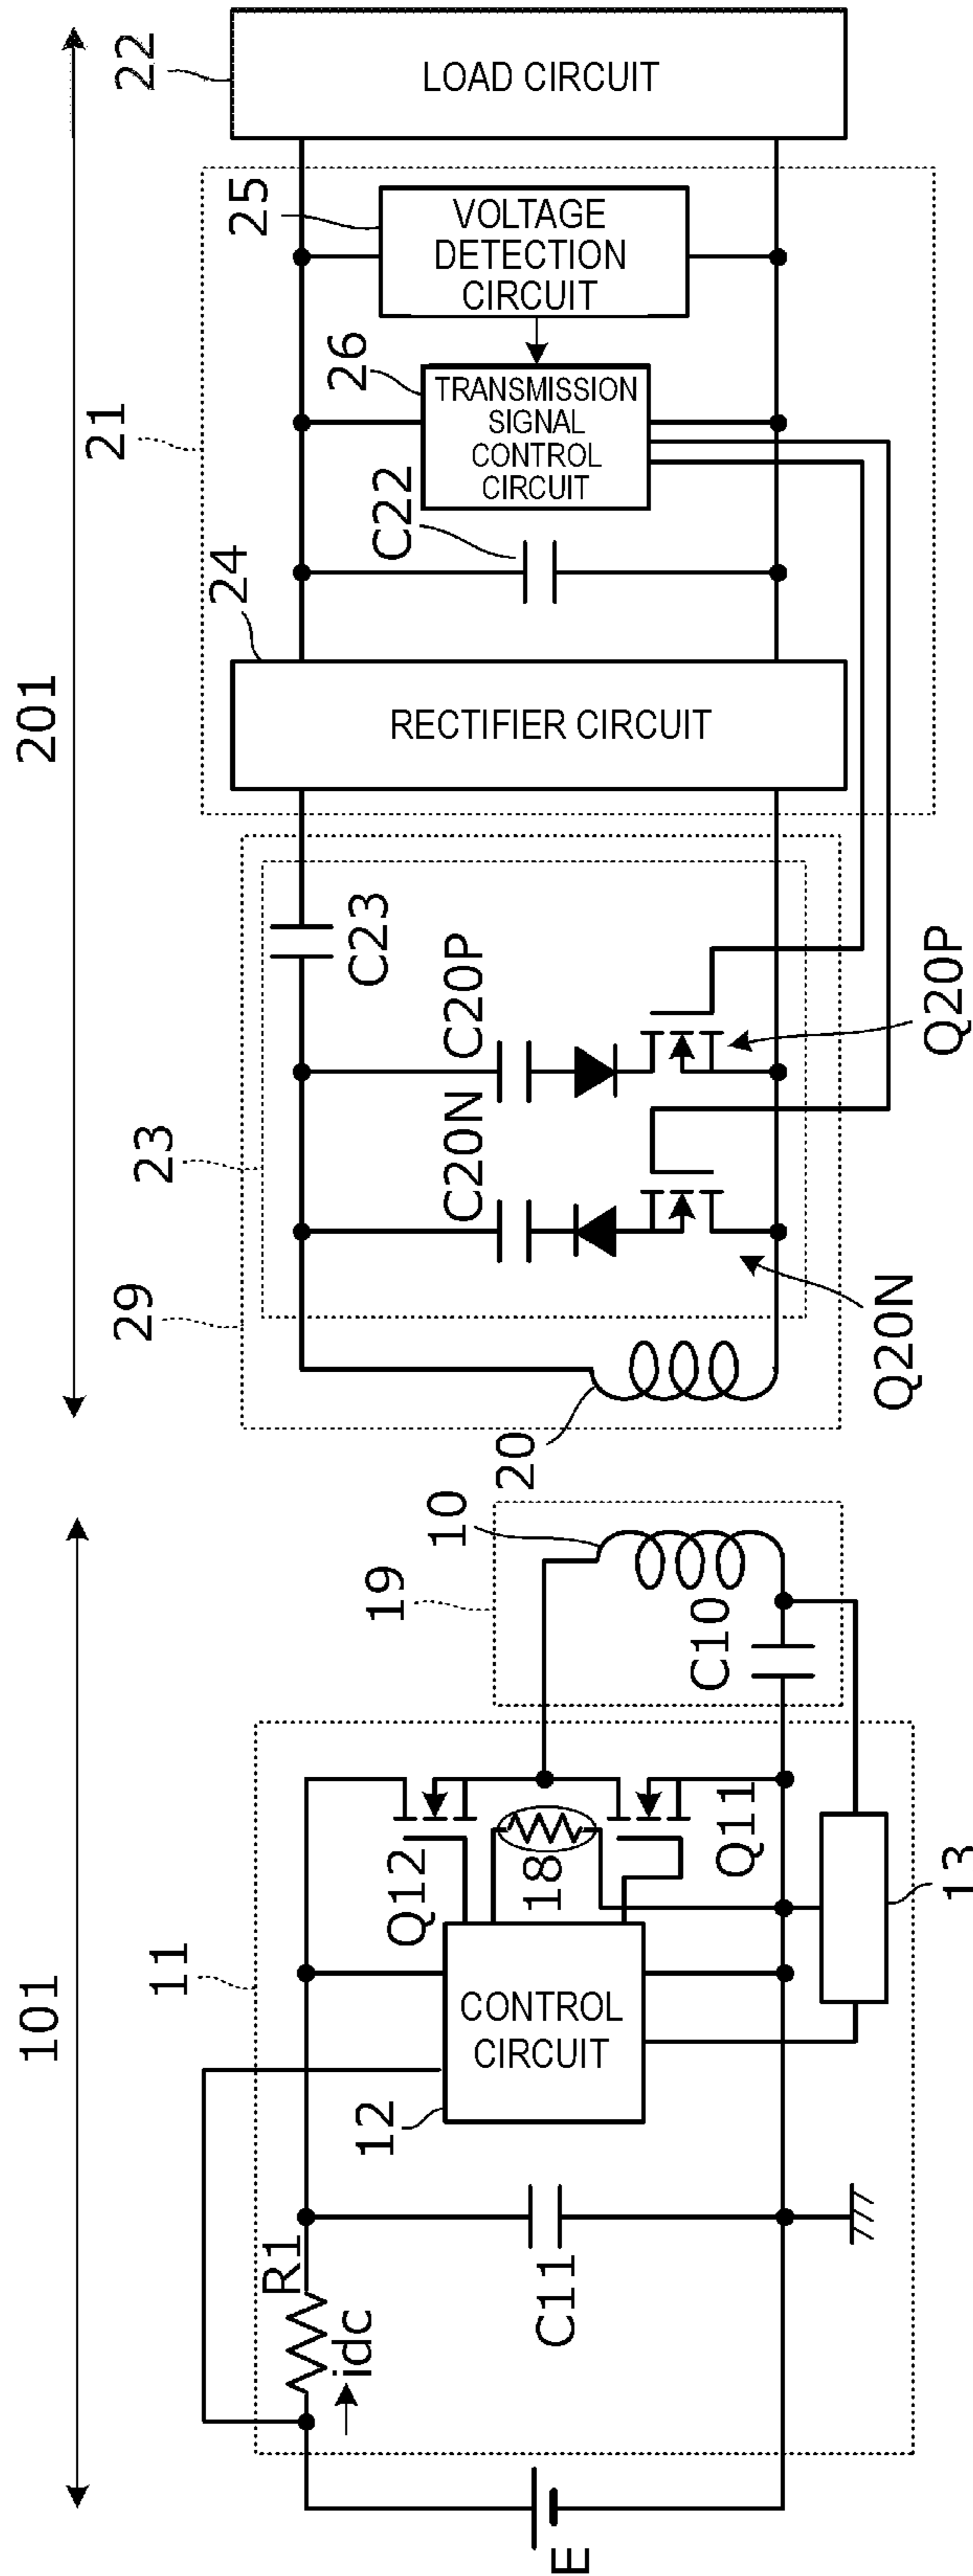 101
201
11
R1
idc
E
C11
12
CONTROL
CIRCUIT
Q12
18
Q11
13
19
10
C10
20
29
23
C20N
C20P
C23
Q20N
Q20P
21
24
RECTIFIER CIRCUIT
C22
26
TRANSMISSION
SIGNAL
CONTROL
CIRCUIT
25
VOLTAGE
DETECTION
CIRCUIT
22
LOAD CIRCUIT